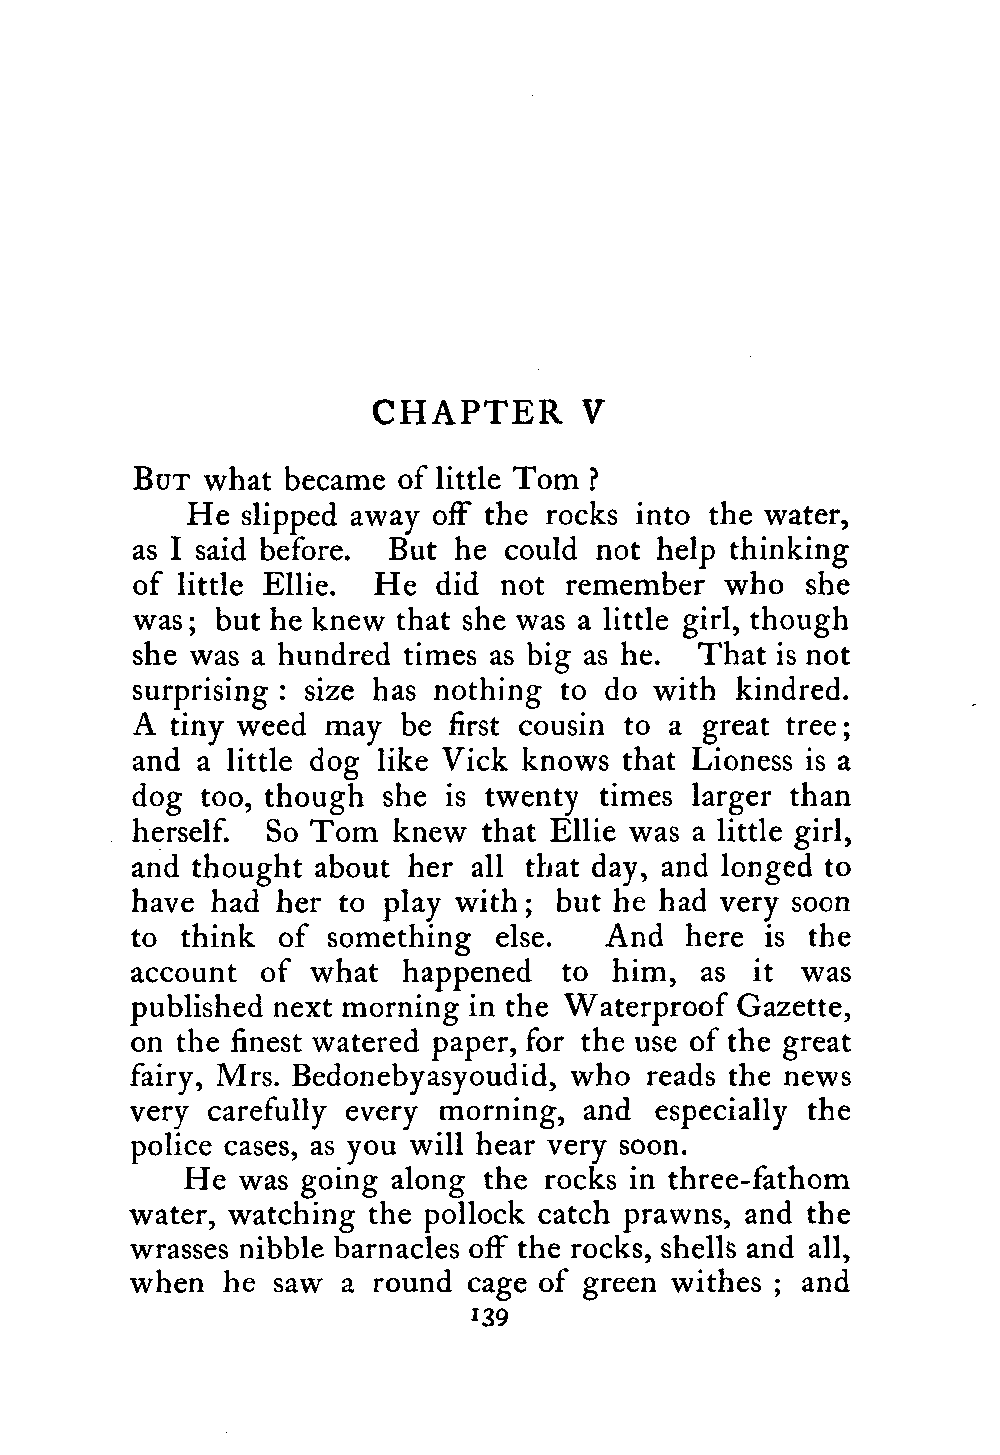 CHAPTER V
BUT what became of little Tom ?
He slipped away off the rocks into the water,
as I said before. But he could not help thinking
of little Ellie. He did not remember who she
was; but he knew that she was a little girl, though
she was a hundred times as big as he. That is not
surprising : size has nothing to do with kindred.
A tiny weed may be first cousin to a great tree;
and a little dog like Vick knows that Lioness is a
dog too, though she is twenty times larger than
herself. So Tom knew that Ellie was a little girl,
and thought about her all that day, and longed to
have had her to play with; but he had very soon
to think of something else. And here is the
account of what happened to him, as it was
published next morning in the Waterproof Gazette,
on the finest watered paper, for the use of the great
fairy, Mrs. Bedonebyasyoudid, who reads the news
very carefully every morning, and especially the
police cases, as you will hear very soon.
He was going along the rocks in three-fathom
water, watching the pollock catch prawns, and the
wrasses nibble barnacles off the rocks, shells and all,
when he saw a round cage of green withes ; and
139